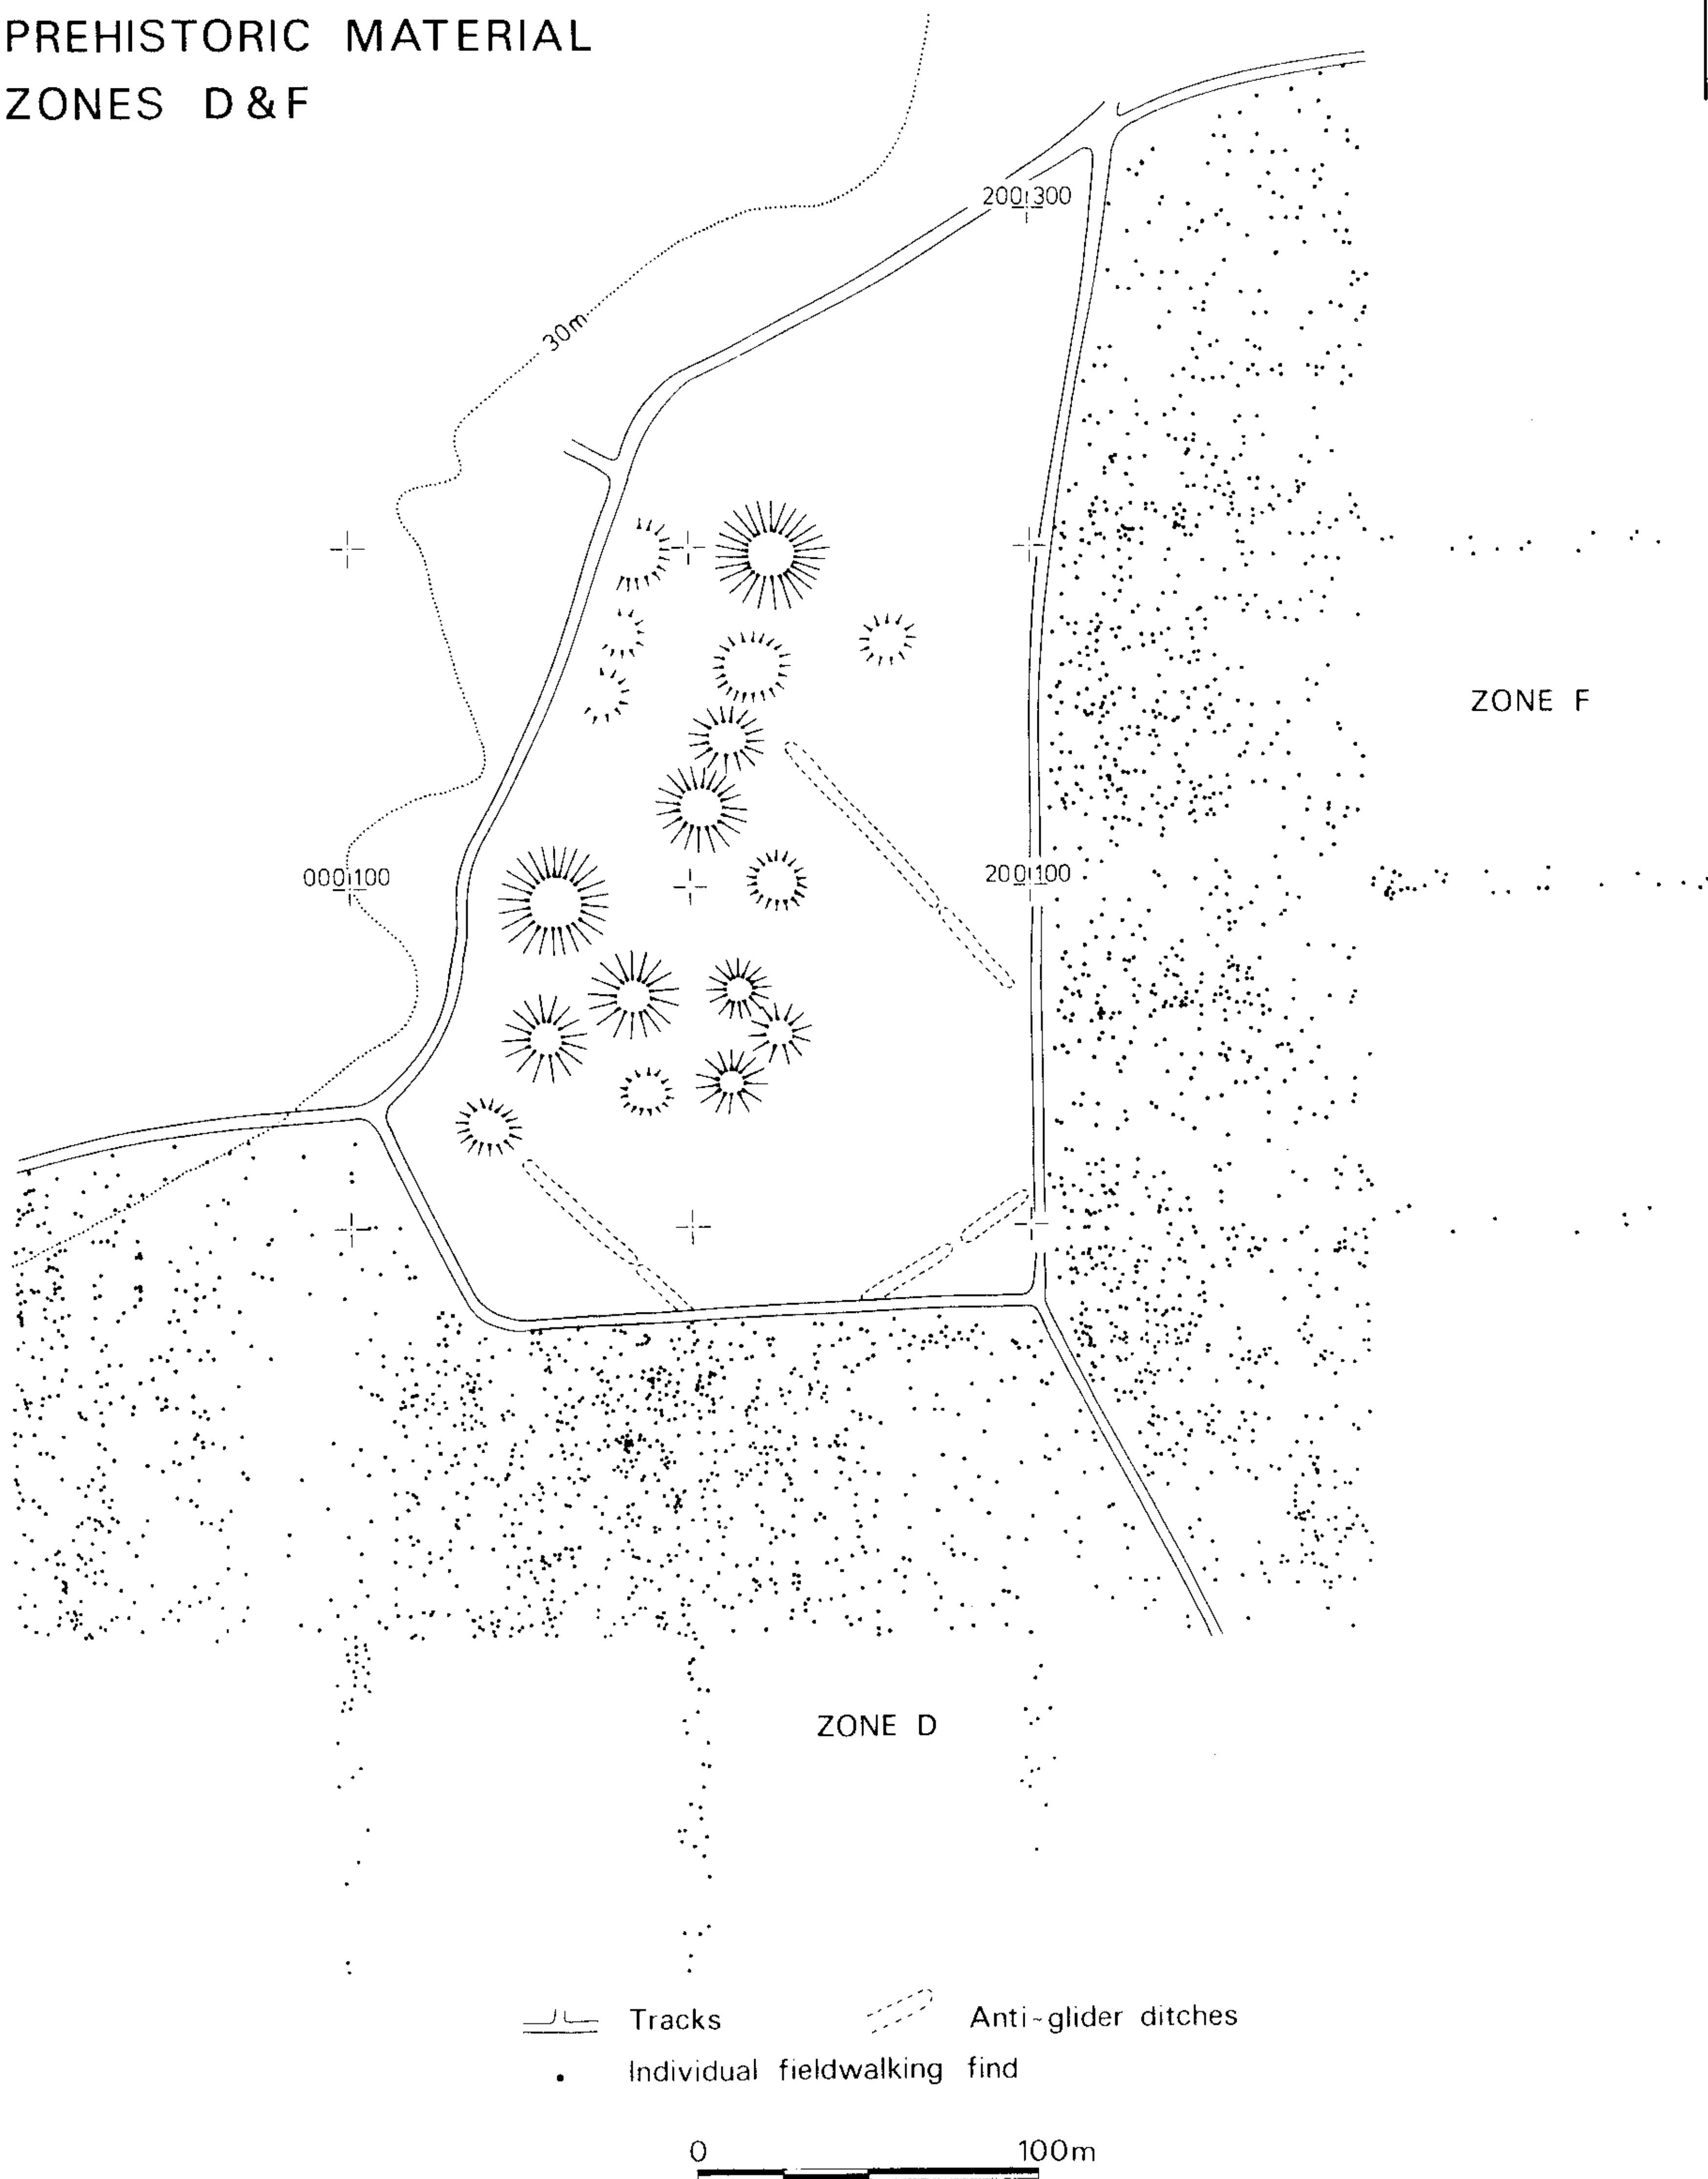 PREHISTORIC MATERIAL
ZONES D & F
200 300
30m
ZONE F
000 100
200 100
ZONE D
Tracks
Anti-glider ditches
Individual fieldwalking find
0 100m